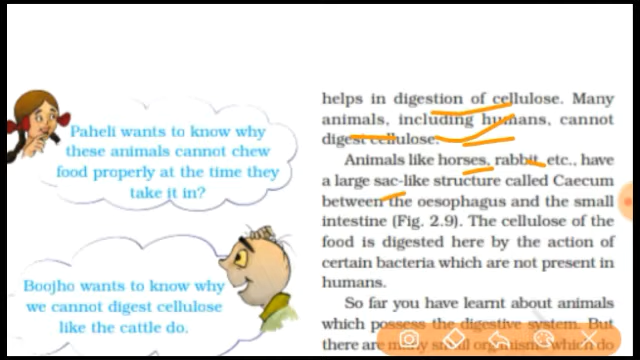 Paheli wants to know why
these animals cannot chew
food properly at the time they
take it in?
Boojho wants to know why
we cannot digest cellulose
like the cattle do.
helps in digestion of cellulose. Many
animals, including humans, cannot
digest cellulose.
Animals like horses, rabbit, etc., have
a large sac-like structure called Caecum
between the oesophagus and the small
intestine (Fig. 2.9). The cellulose of the
food is digested here by the action of
certain bacteria which are not present in
humans.
So far you have learnt about animals
which possess the digestive system. But
there are many small organisms which do